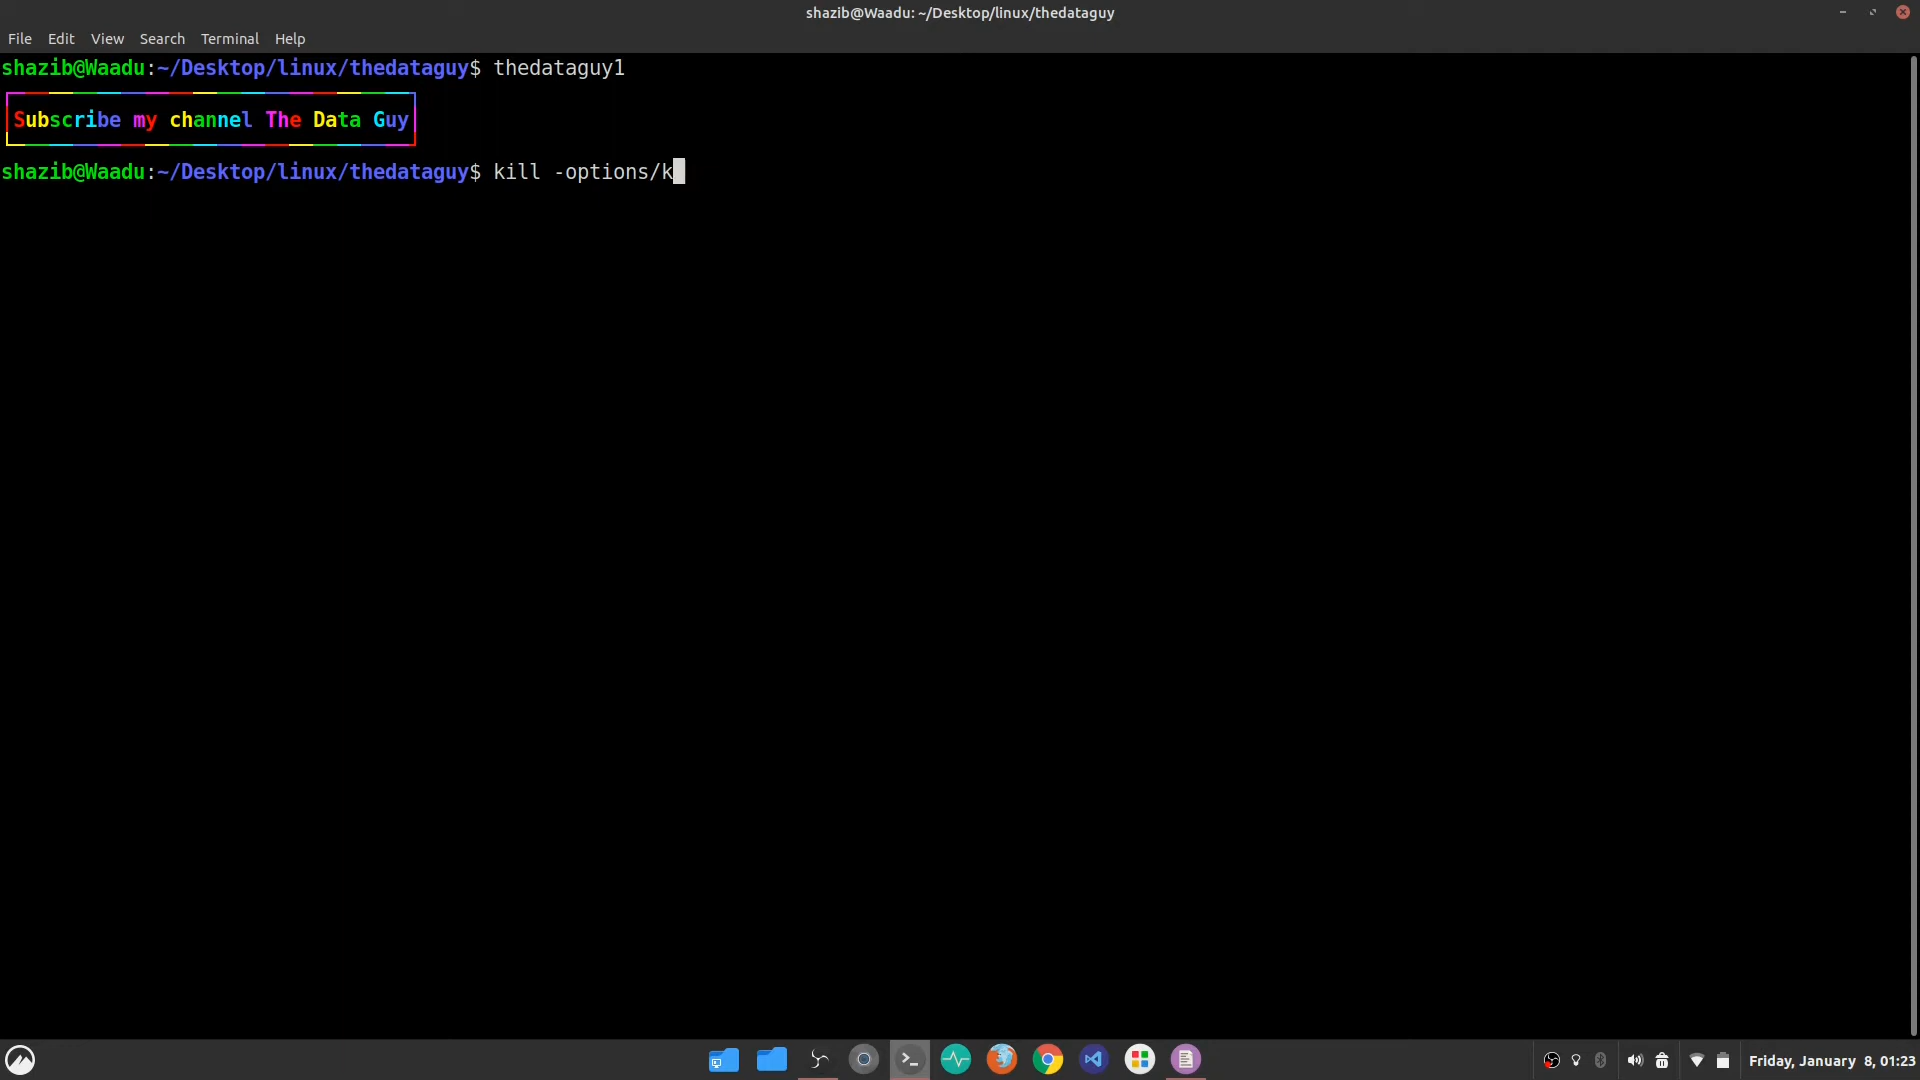 shazib@Waadu: ~/Desktop/linux/thedataguy
File Edit View Search Terminal Help
shazib@Waadu:~/Desktop/linux/thedataguy$ thedataguy1
Subscribe my channel The Data Guy
shazib@Waadu:~/Desktop/linux/thedataguy$ kill -options/k
Friday, January 8, 01:23